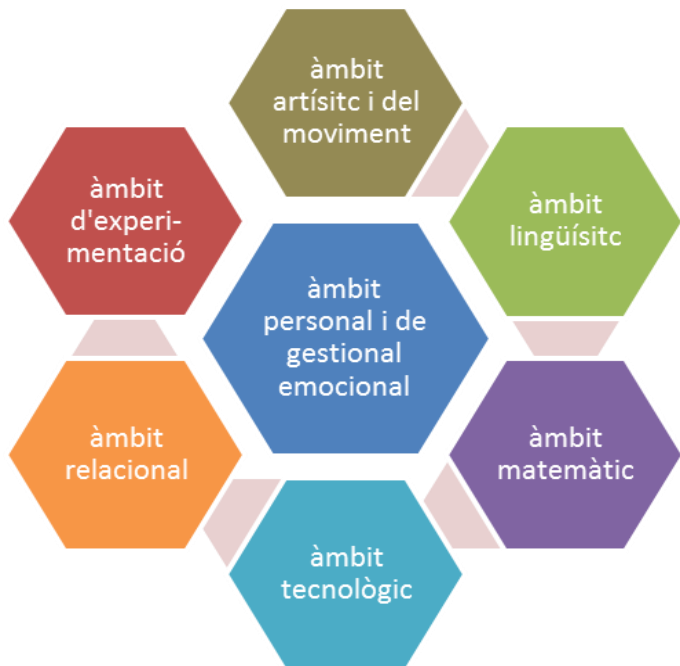 àmbit
artísitc i del
moviment
àmbit
lingüísitc
àmbit
d'experi-
mentació
àmbit
personal i de
gestional
emocional
àmbit
matemàtic
àmbit
relacional
àmbit
tecnològic